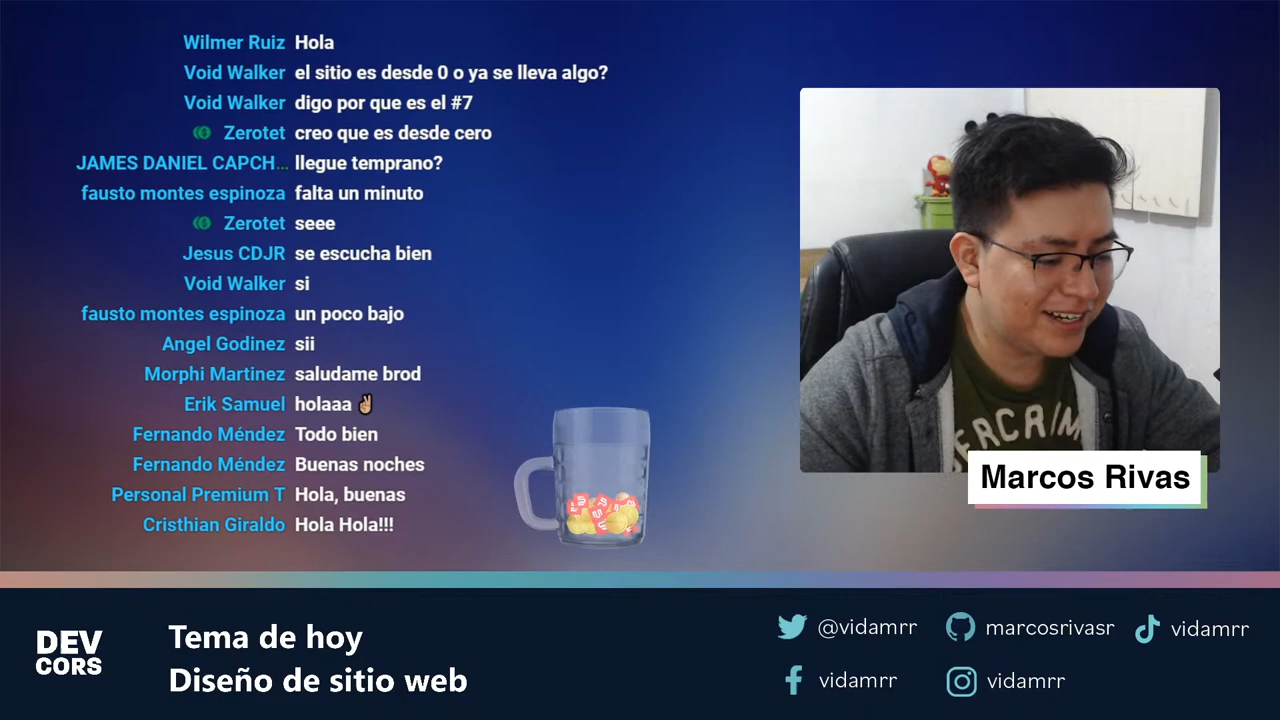 Wilmer Ruiz Hola
Void Walker el sitio es desde 0 o ya se lleva algo?
Void Walker digo por que es el #7
Zerotet creo que es desde cero
JAMES DANIEL CAPCH... llegue temprano?
fausto montes espinoza falta un minuto
Zerotet seee
Jesus CDJR se escucha bien
Void Walker si
fausto montes espinoza un poco bajo
Angel Godinez sii
Morphi Martinez saludame brod
Erik Samuel holaaa ✌🏼
Fernando Méndez Todo bien
Fernando Méndez Buenas noches
Personal Premium T Hola, buenas
Cristhian Giraldo Hola Hola!!!
Marcos Rivas
DEV
CORS
Tema de hoy
Diseño de sitio web
@vidamrr
marcosrivasr
vidamrr
vidamrr
vidamrr